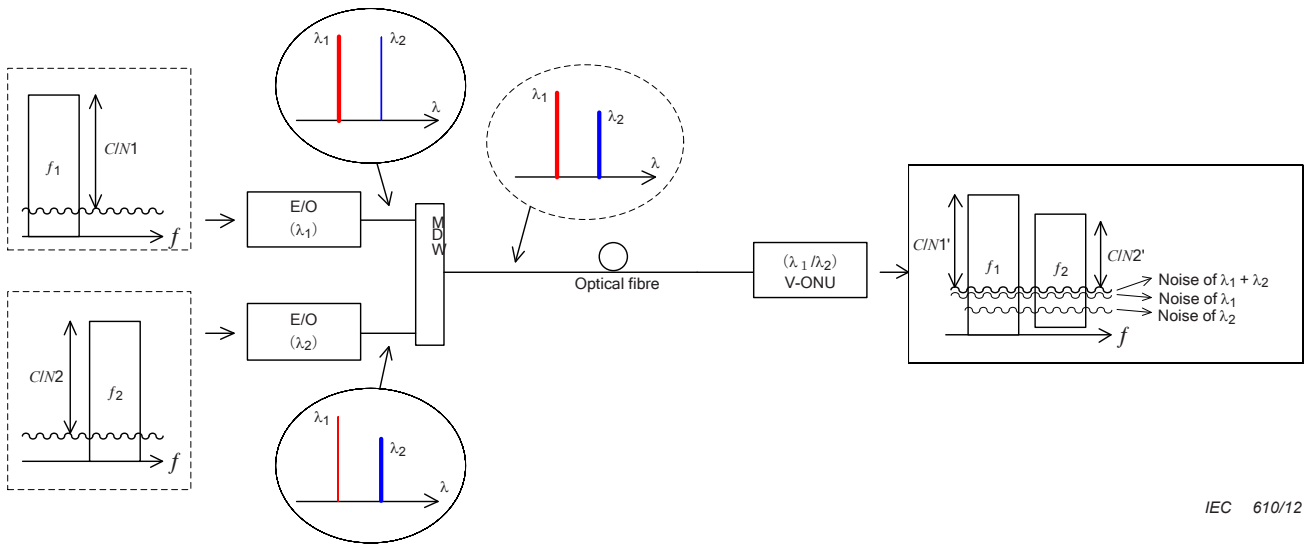 λ1
λ2
λ
C/N1
f1
f
E/O
(λ1)
λ1
λ2
λ
MDW
Optical fibre
(λ1/λ2)
V-ONU
C/N1'
f1
f2
C/N2'
Noise of λ1 + λ2
Noise of λ1
Noise of λ2
f
C/N2
f2
f
E/O
(λ2)
λ1
λ2
λ
IEC 610/12